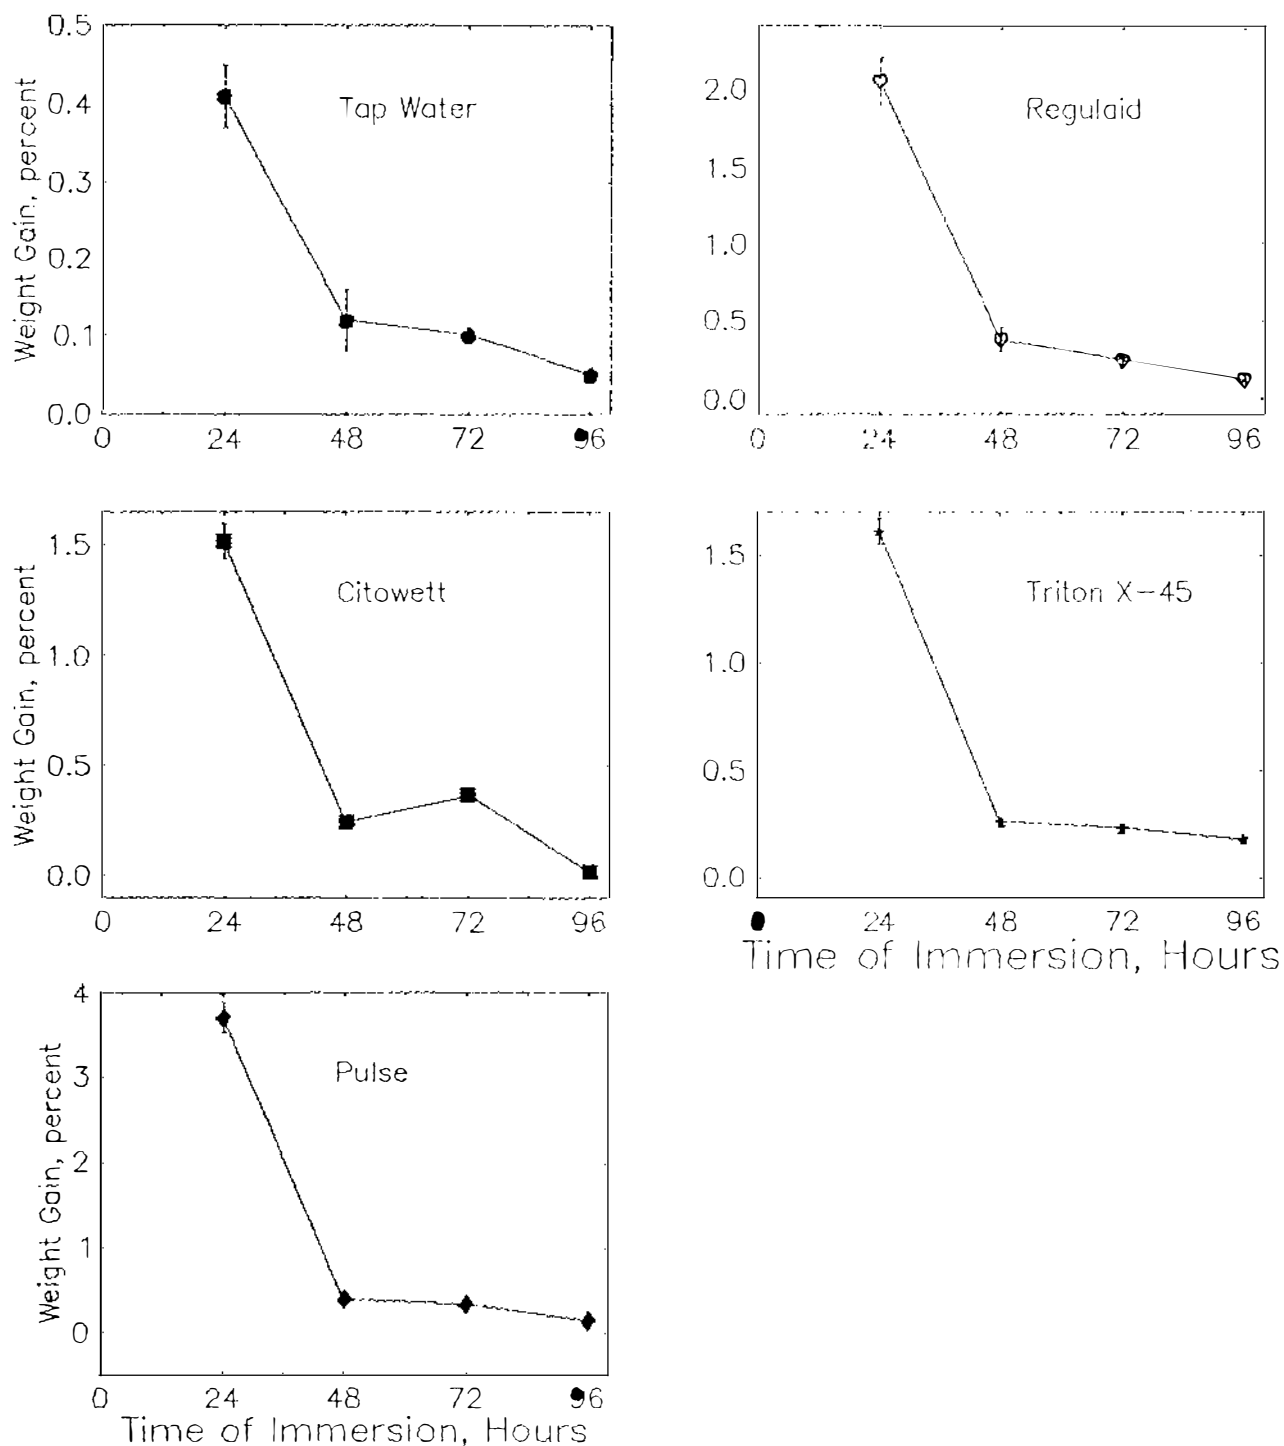 0.5
0.4
0.3
0.2
0.1
0.0
Weight Gain, percent
Tap Water
0 24 48 72 96
2.0
1.5
1.0
0.5
0.0
Regulaid
0 24 48 72 96
1.5
1.0
0.5
0.0
Weight Gain, percent
Citowett
0 24 48 72 96
1.5
1.0
0.5
0.0
Triton X-45
24 48 72 96
Time of Immersion, Hours
4
3
2
1
0
Weight Gain, percent
Pulse
0 24 48 72 96
Time of Immersion, Hours